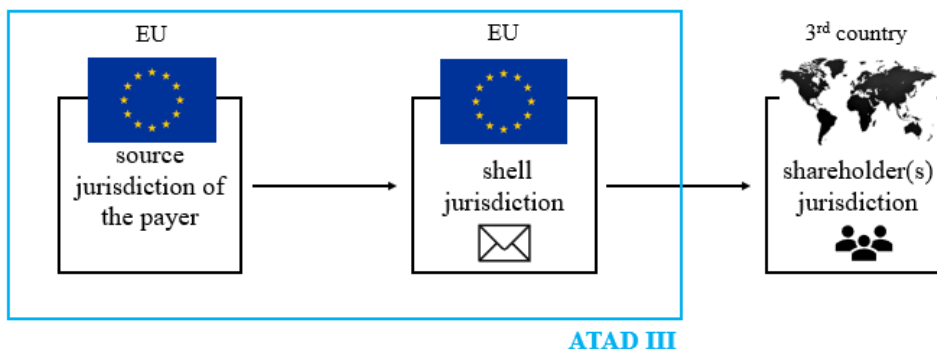 EU
EU
3rd country
source
jurisdiction of
the payer
shell
jurisdiction
shareholder(s)
jurisdiction
ATAD III